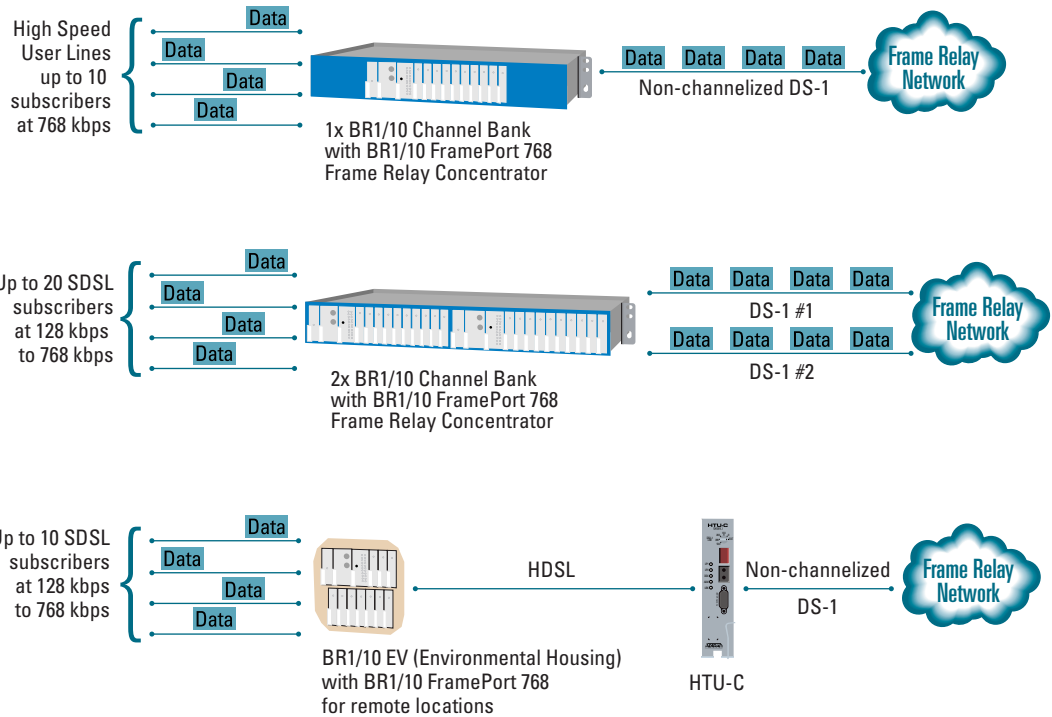 High Speed
User Lines
up to 10
subscribers
at 768 kbps
Data
Data
Data
Data
1x BR1/10 Channel Bank
with BR1/10 FramePort 768
Frame Relay Concentrator
Data Data Data Data
Non-channelized DS-1
Frame Relay
Network
Up to 20 SDSL
subscribers
at 128 kbps
to 768 kbps
Data
Data
Data
Data
2x BR1/10 Channel Bank
with BR1/10 FramePort 768
Frame Relay Concentrator
Data Data Data Data
DS-1 #1
Data Data Data Data
DS-1 #2
Frame Relay
Network
Up to 10 SDSL
subscribers
at 128 kbps
to 768 kbps
Data
Data
Data
Data
BR1/10 EV (Environmental Housing)
with BR1/10 FramePort 768
for remote locations
HDSL
HTU-C
HTU-C
Non-channelized
DS-1
Frame Relay
Network